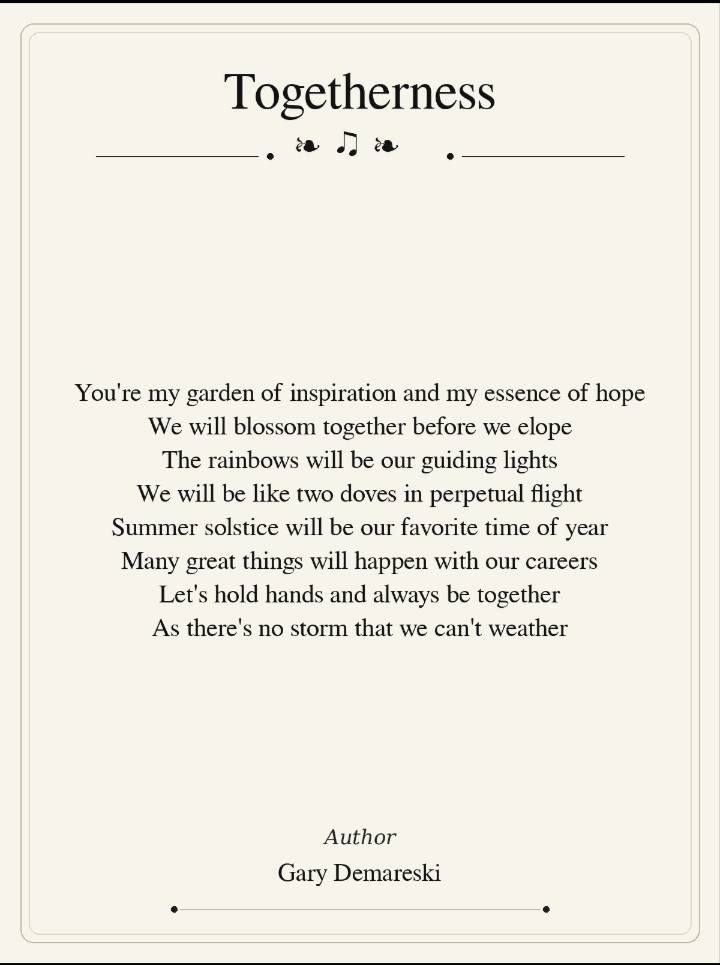 Togetherness
❧ ♫ ❧
You're my garden of inspiration and my essence of hope
We will blossom together before we elope
The rainbows will be our guiding lights
We will be like two doves in perpetual flight
Summer solstice will be our favorite time of year
Many great things will happen with our careers
Let's hold hands and always be together
As there's no storm that we can't weather
Author
Gary Demareski